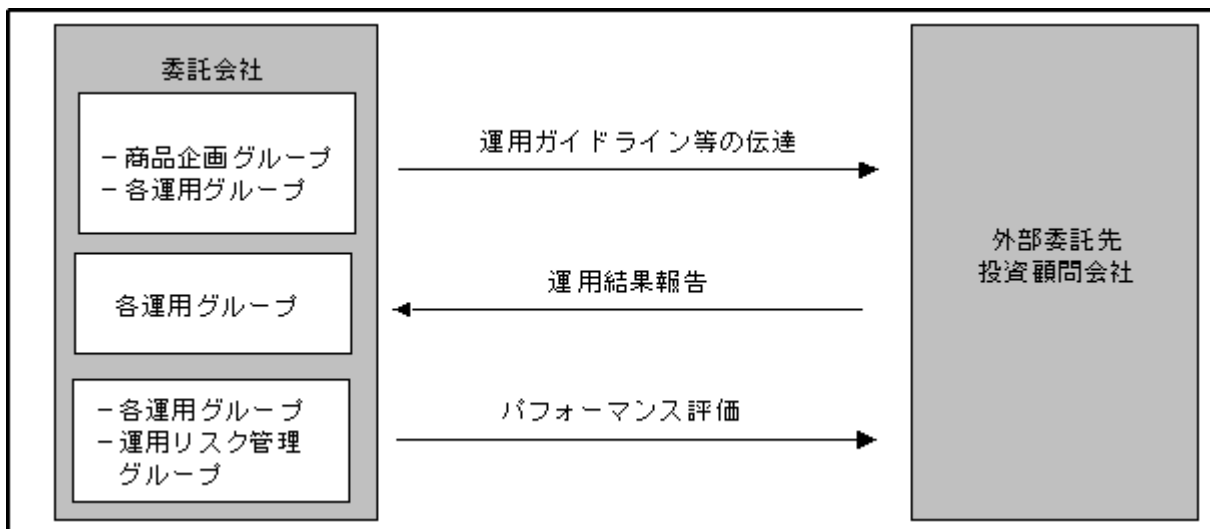 委託会社
－商品企画グループ
－各運用グループ
運用ガイドライン等の伝達
各運用グループ
運用結果報告
－各運用グループ
－運用リスク管理
グループ
パフォーマンス評価
外部委託先
投資顧問会社